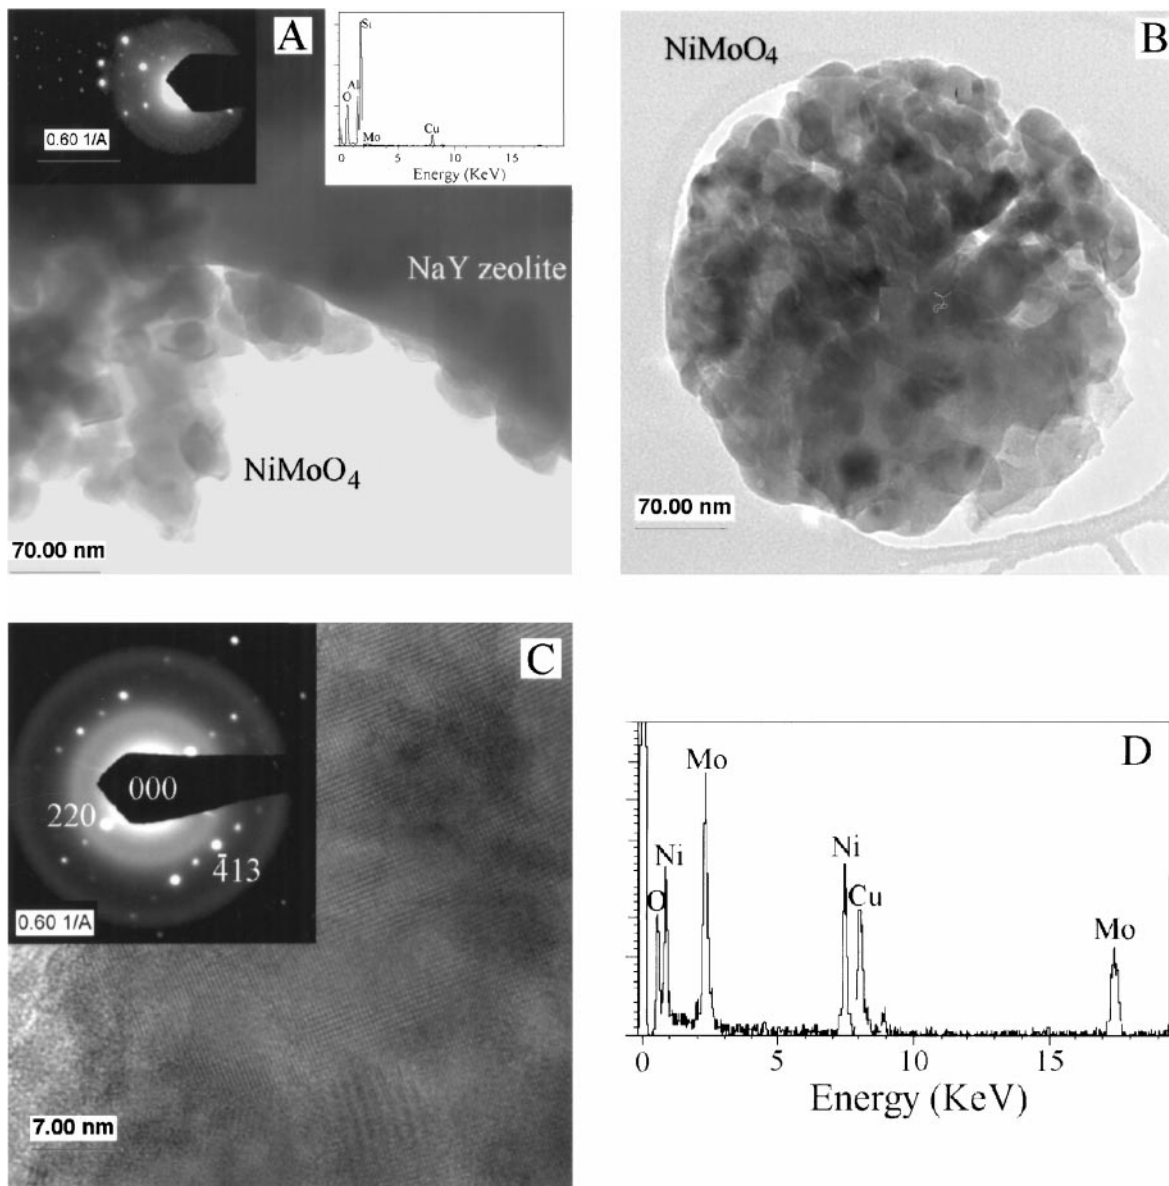 A
0.60 1/A
Si
Al
O
Mo
Cu
0 5 10 15
Energy (KeV)
NaY zeolite
NiMoO4
70.00 nm
B
NiMoO4
70.00 nm
C
000
220
4̄13
0.60 1/A
7.00 nm
D
Mo
Ni
Ni
O
Cu
Mo
0 5 10 15
Energy (KeV)